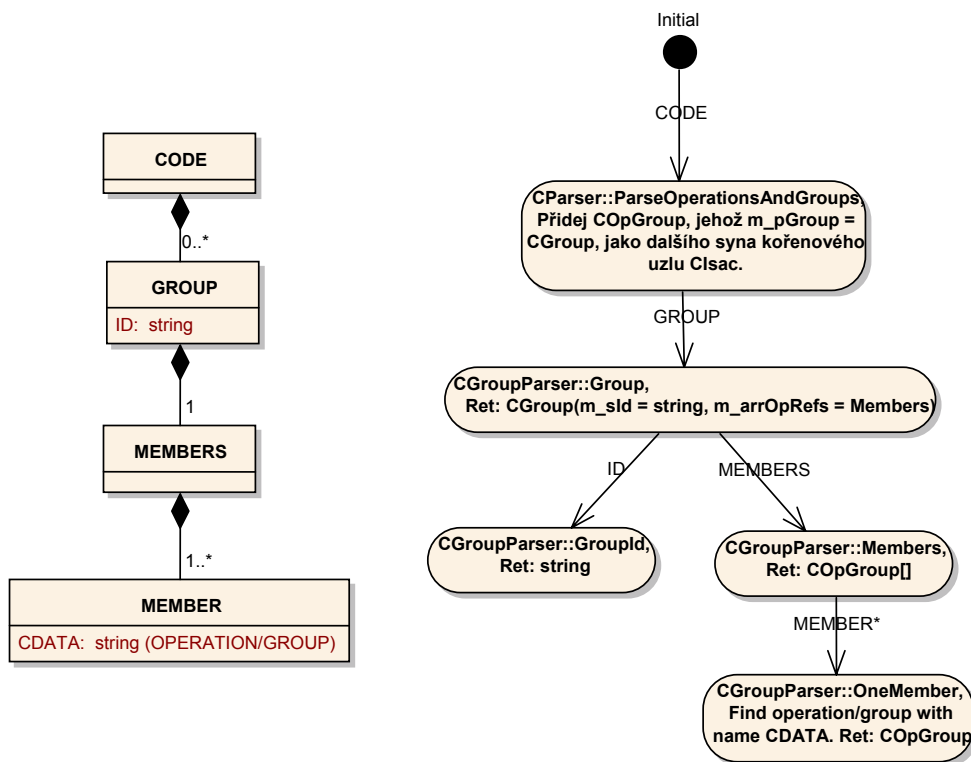 CODE
0..*
GROUP
ID:  string
1
MEMBERS
1..*
MEMBER
CDATA:  string (OPERATION/GROUP)
Initial
CODE
CParser::ParseOperationsAndGroups,
Přidej COpGroup, jehož m_pGroup =
CGroup, jako dalšího syna kořenového
uzlu CIsac.
GROUP
CGroupParser::Group,
Ret: CGroup(m_sId = string, m_arrOpRefs = Members)
ID
MEMBERS
CGroupParser::GroupId,
Ret: string
CGroupParser::Members,
Ret: COpGroup[]
MEMBER*
CGroupParser::OneMember,
Find operation/group with
name CDATA. Ret: COpGroup